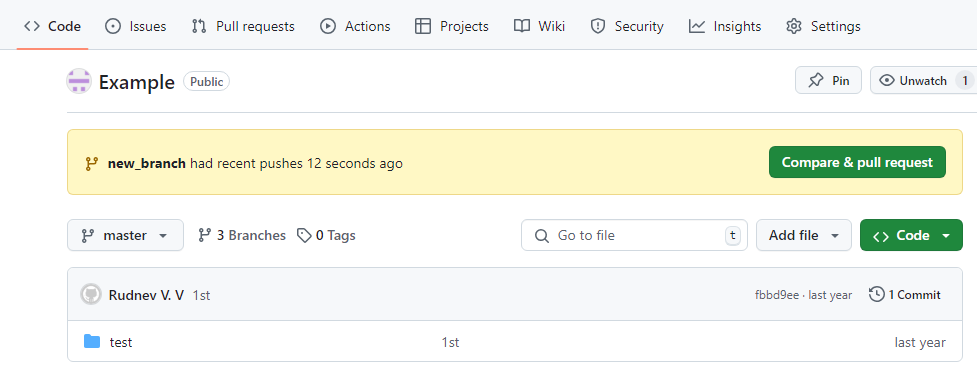 Code Issues Pull requests Actions Projects Wiki Security Insights Settings
Example Public Pin Unwatch 1
new_branch had recent pushes 12 seconds ago Compare & pull request
master 3 Branches 0 Tags Go to file t Add file Code
Rudnev V. V 1st fbbd9ee · last year 1 Commit
test 1st last year